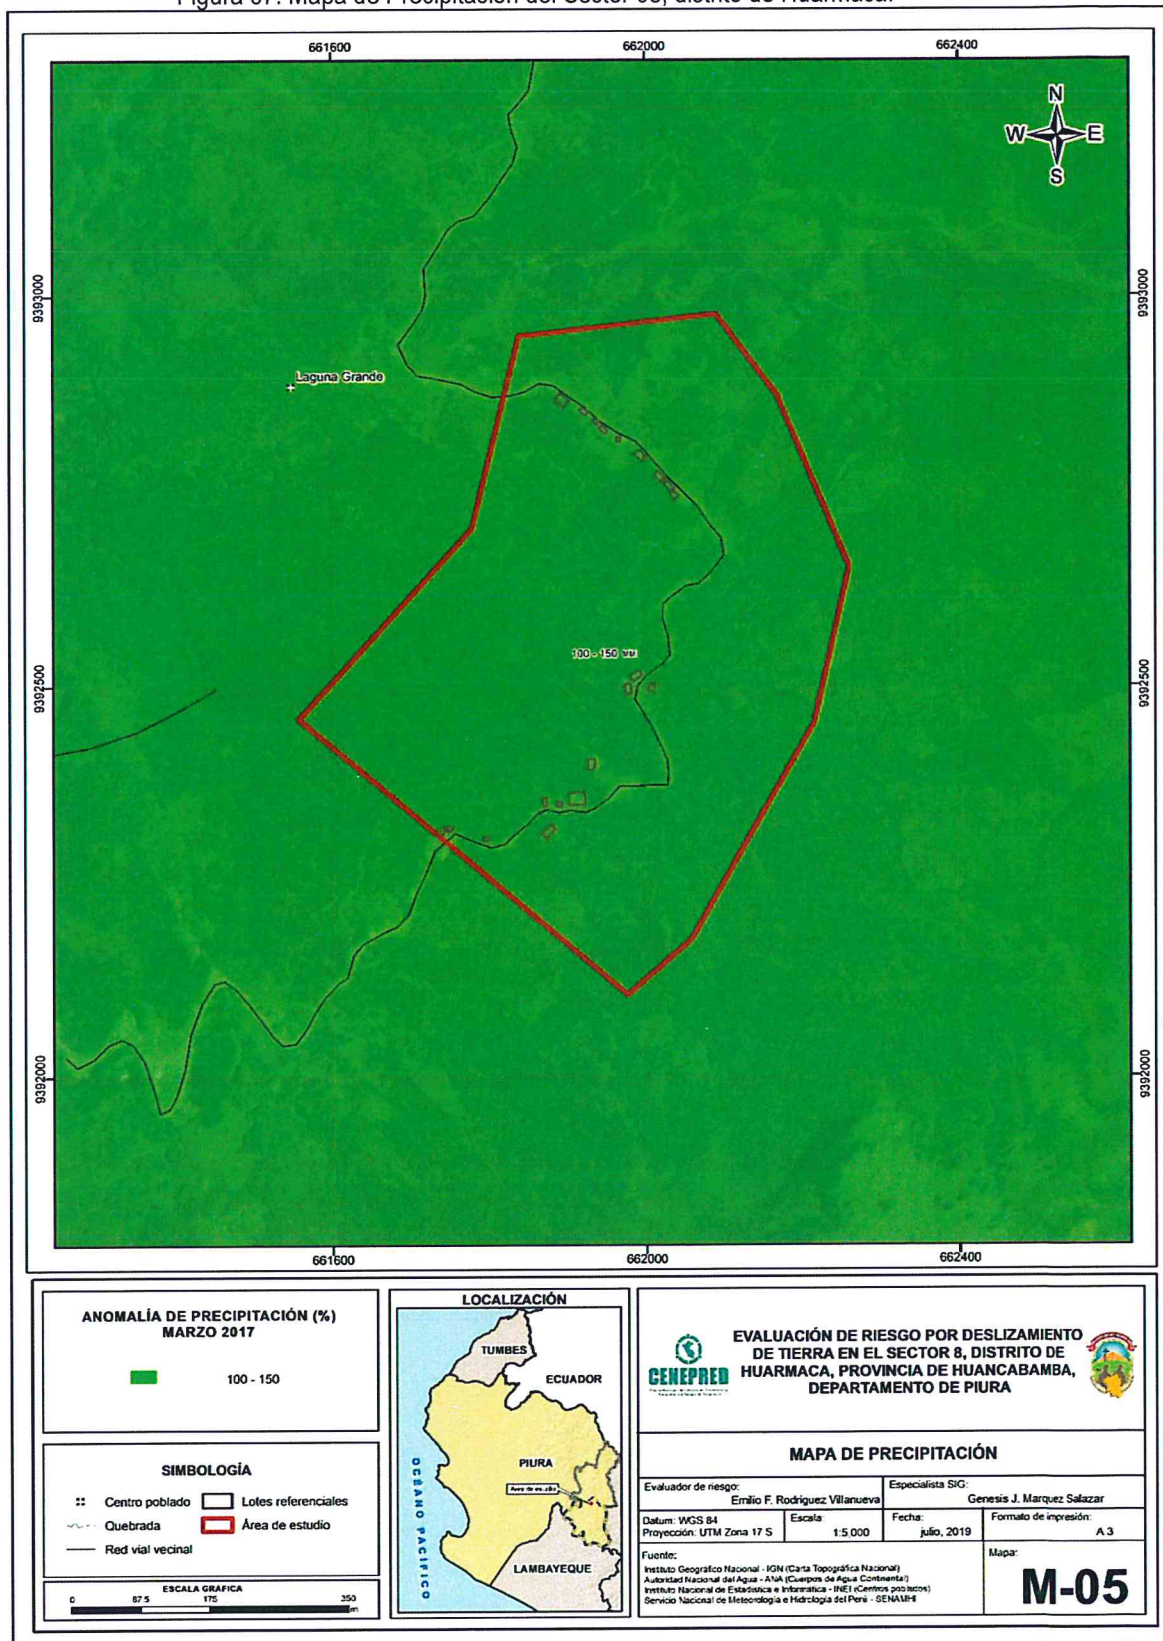 661600
662000
662400
N
W E
S
9393000
9393000
Laguna Grande
100 - 150 MM
9392500
9392500
9392000
9392000
661600
662000
662400
ANOMALÍA DE PRECIPITACIÓN (%)
MARZO 2017
100 - 150
SIMBOLOGÍA
Centro poblado
Lotes referenciales
Quebrada
Área de estudio
Red vial vecinal
ESCALA GRAFICA
0 87.5 175 350
m
LOCALIZACIÓN
TUMBES
ECUADOR
PIURA
Área de estudio
OCÉANO PACÍFICO
LAMBAYEQUE
CENEPRED
EVALUACIÓN DE RIESGO POR DESLIZAMIENTO
DE TIERRA EN EL SECTOR 8, DISTRITO DE
HUARMACA, PROVINCIA DE HUANCABAMBA,
DEPARTAMENTO DE PIURA
MAPA DE PRECIPITACIÓN
Evaluador de riesgo:
Emilio F. Rodriguez Villanueva
Especialista SIG:
Genesis J. Marquez Salazar
Datum: WGS 84
Proyección: UTM Zona 17 S
Escala:
1:5,000
Fecha:
julio, 2019
Formato de impresión:
A 3
Fuente:
Instituto Geográfico Nacional - IGN (Carta Topográfica Nacional)
Autoridad Nacional del Agua - ANA (Cuerpos de Agua Continental)
Instituto Nacional de Estadística e Informática - INEI (Centros poblados)
Servicio Nacional de Meteorología e Hidrología del Perú - SENAMHI
Mapa:
M-05